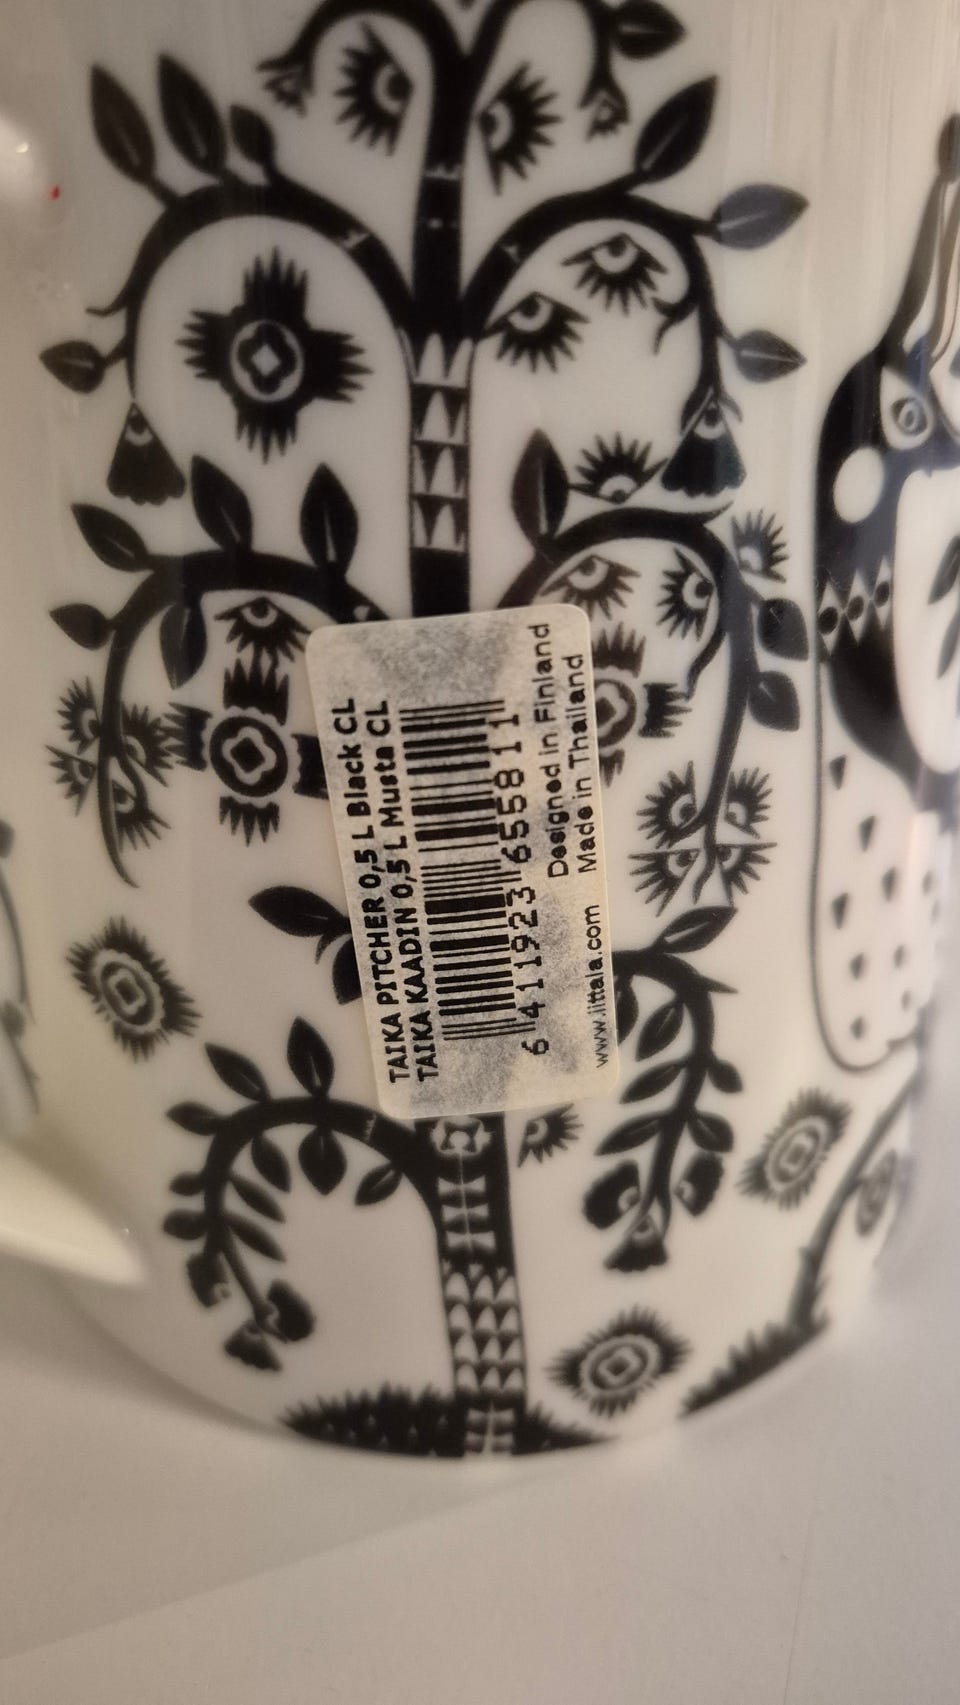 TAIKA PITCHER 0,5 L Black CL
TAIKA KAADIN 0,5 L Musta CL
6 411923 655811
Designed in Finland
www.iittala.com Made in Thailand